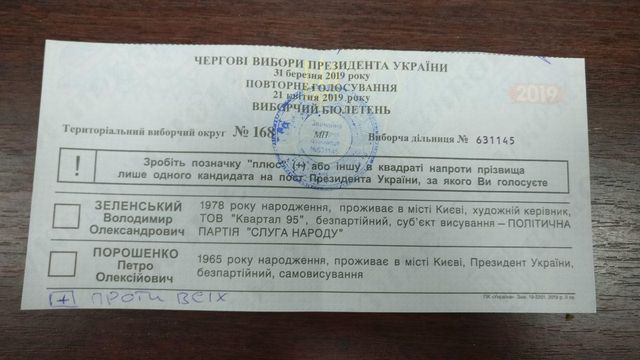 ЧЕРГОВІ ВИБОРИ ПРЕЗИДЕНТА УКРАЇНИ
31 березня 2019 року
ПОВТОРНЕ ГОЛОСУВАННЯ
21 квітня 2019 року
ВИБОРЧИЙ БЮЛЕТЕНЬ
2019
Територіальний виборчий округ № 168 МП Виборча дільниця № 631145
№631145
! Зробіть позначку "плюс" (+) або іншу в квадраті напроти прізвища
лише одного кандидата на пост Президента України, за якого Ви голосуєте
ЗЕЛЕНСЬКИЙ
Володимир
Олександрович
1978 року народження, проживає в місті Києві, художній керівник,
ТОВ "Квартал 95", безпартійний, суб'єкт висування – ПОЛІТИЧНА
ПАРТІЯ "СЛУГА НАРОДУ"
ПОРОШЕНКО
Петро
Олексійович
1965 року народження, проживає в місті Києві, Президент України,
безпартійний, самовисування
+ ПРОТИ ВСІХ